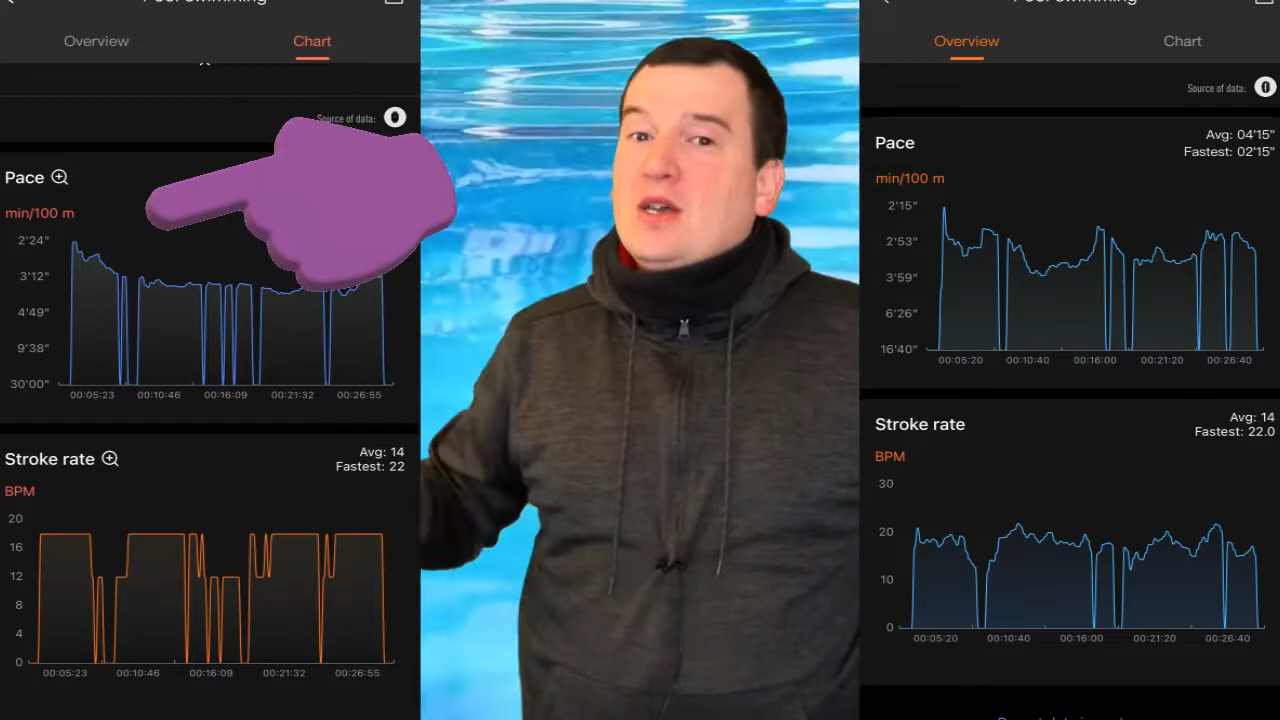 Pool Swimming
Overview
Chart
Source of data:
Pace
min/100 m
2'24"
3'12"
4'49"
9'38"
30'00"
00:05:23
00:10:46
00:16:09
00:21:32
00:26:55
Stroke rate
Avg: 14
Fastest: 22
BPM
20
16
12
8
4
0
00:05:23
00:10:46
00:16:09
00:21:32
00:26:55
Pool Swimming
Overview
Chart
Source of data:
Pace
Avg: 04'15"
Fastest: 02'15"
min/100 m
2'15"
2'53"
3'59"
6'26"
16'40"
00:05:20
00:10:40
00:16:00
00:21:20
00:26:40
Stroke rate
Avg: 14
Fastest: 22.0
BPM
30
20
10
0
00:05:20
00:10:40
00:16:00
00:21:20
00:26:40